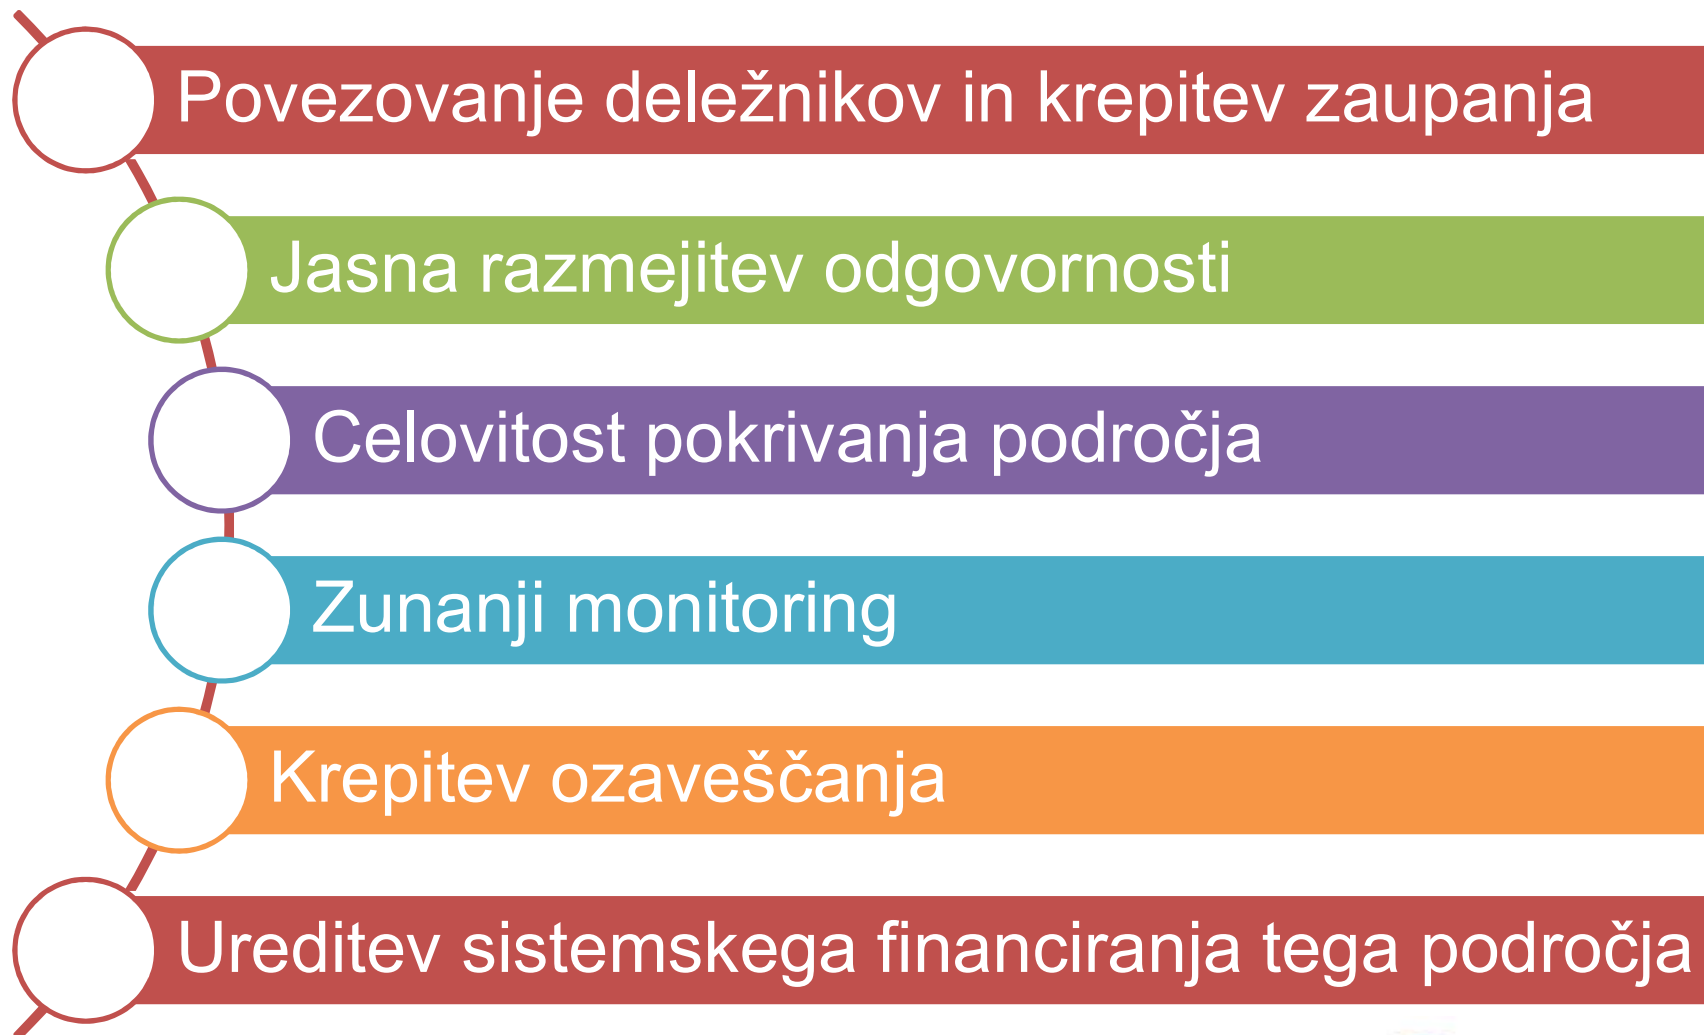 Povezovanje deležnikov in krepitev zaupanja
Jasna razmejitev odgovornosti
Celovitost pokrivanja področja
Zunanji monitoring
Krepitev ozaveščanja
Ureditev sistemskega financiranja tega področja